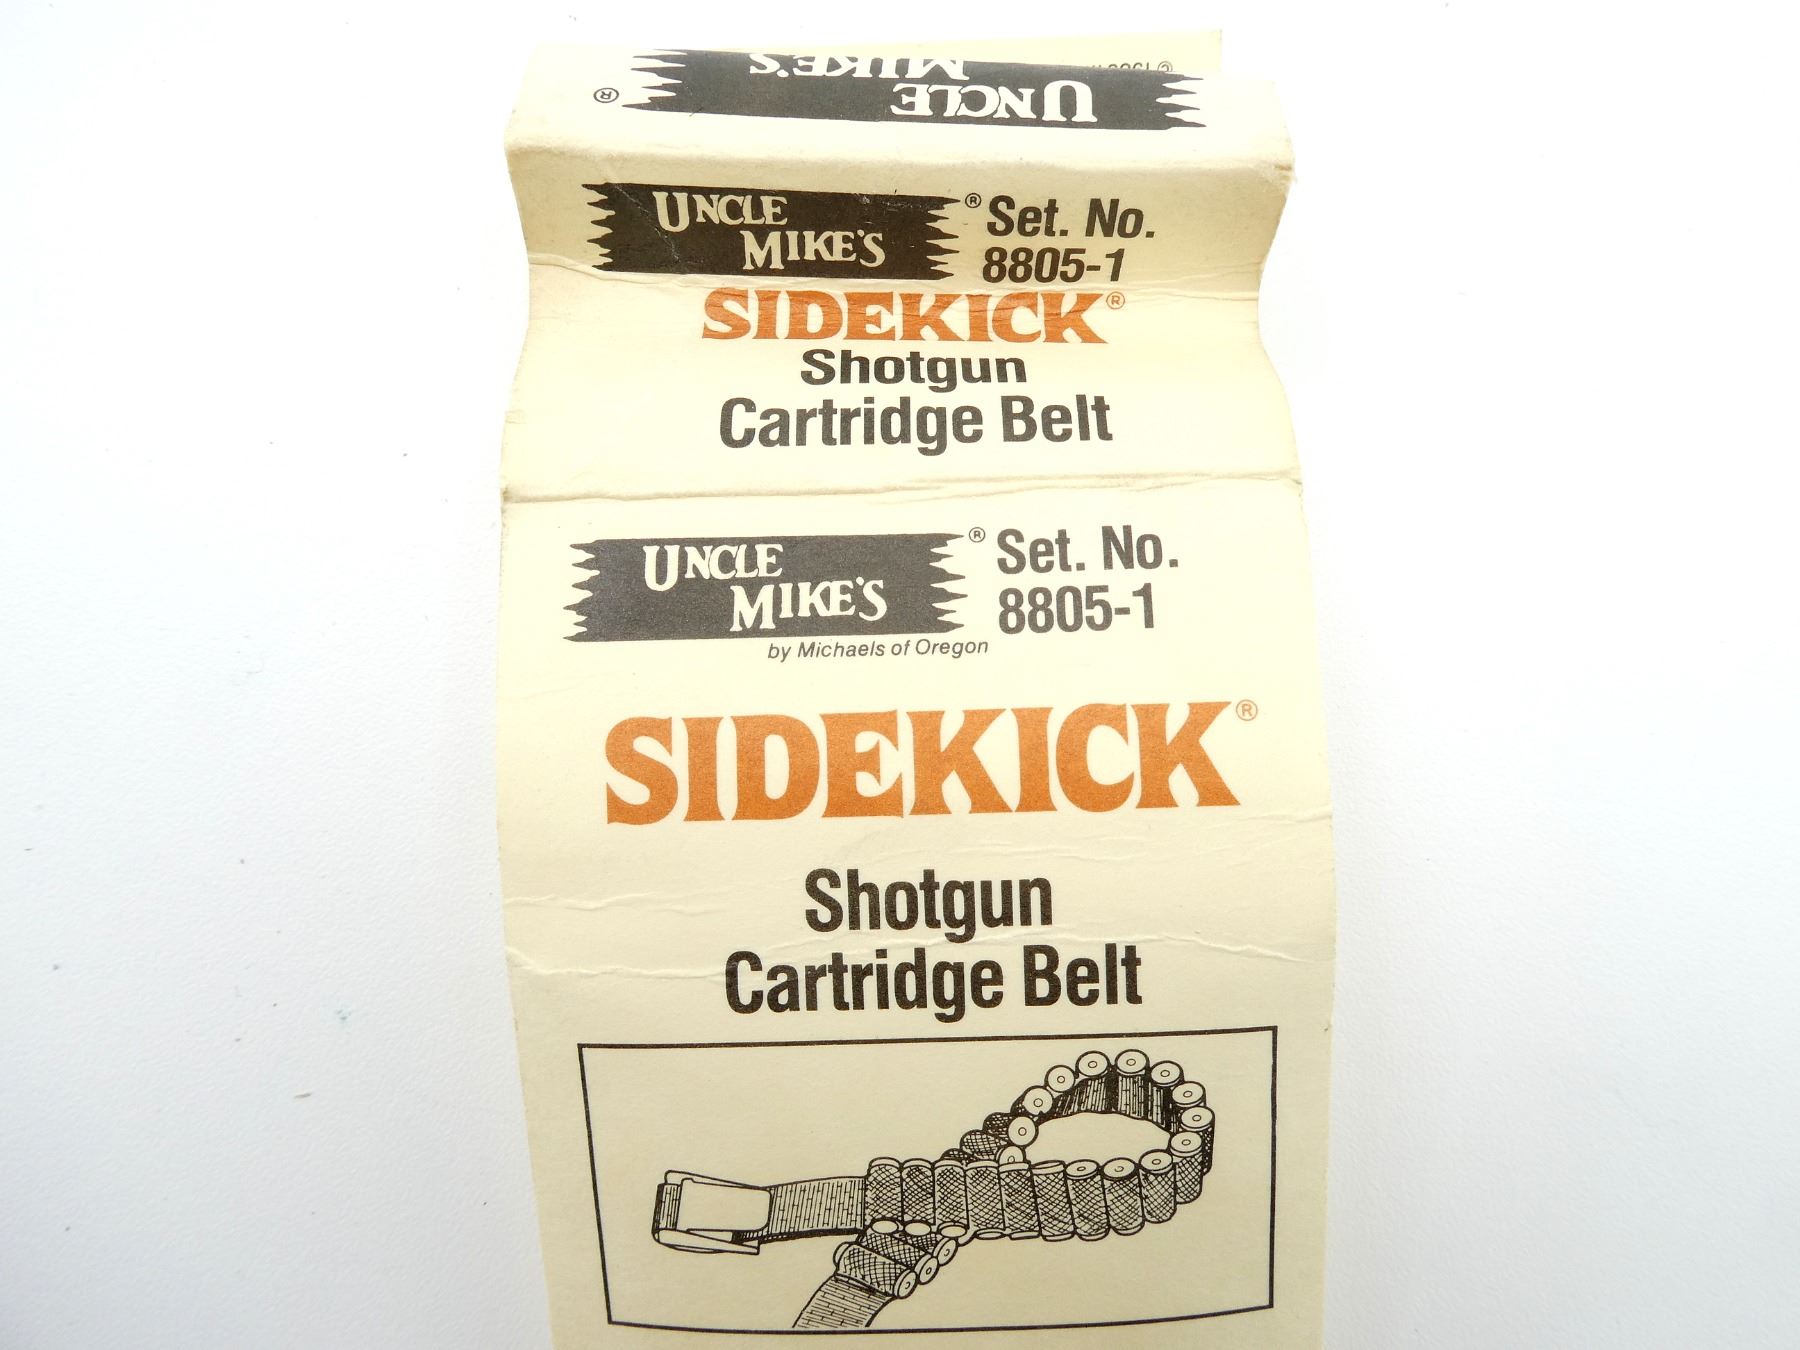 UNCLE
MIKE'S
®
UNCLE
MIKE'S
® Set. No.
8805-1
SIDEKICK®
Shotgun
Cartridge Belt
UNCLE
MIKE'S
® Set. No.
8805-1
by Michaels of Oregon
SIDEKICK®
Shotgun
Cartridge Belt